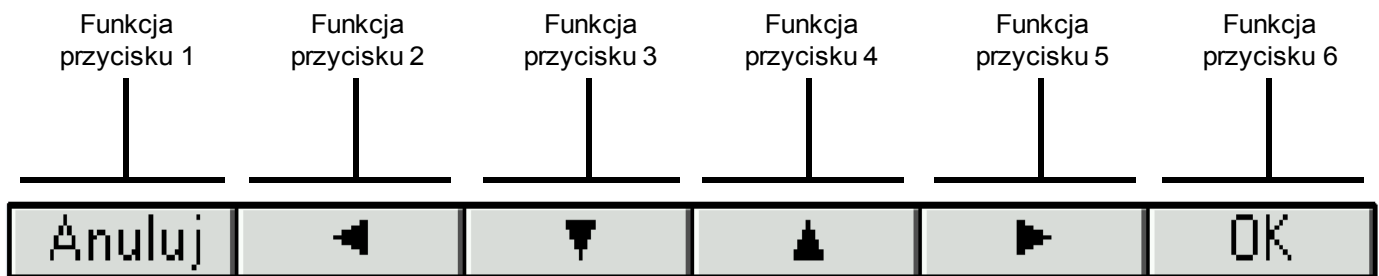 Funkcja
przycisku 1
Funkcja
przycisku 2
Funkcja
przycisku 3
Funkcja
przycisku 4
Funkcja
przycisku 5
Funkcja
przycisku 6
Anuluj ◄ ▼ ▲ ► OK